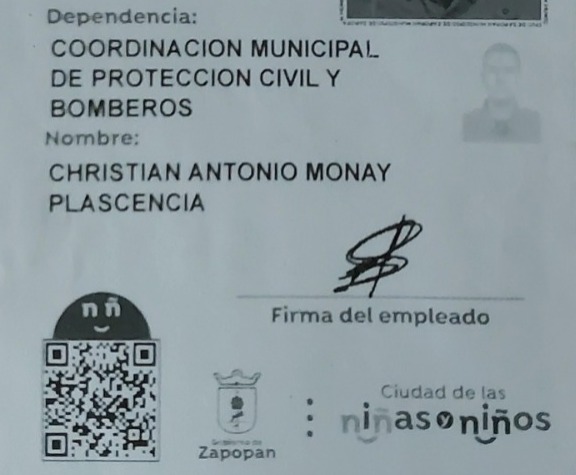 Dependencia:
COORDINACION MUNICIPAL
DE PROTECCION CIVIL Y
BOMBEROS
Nombre:
CHRISTIAN ANTONIO MONAY
PLASCENCIA
Firma del empleado
n ñ
Gobierno de
Zapopan
Ciudad de las
niñas y niños